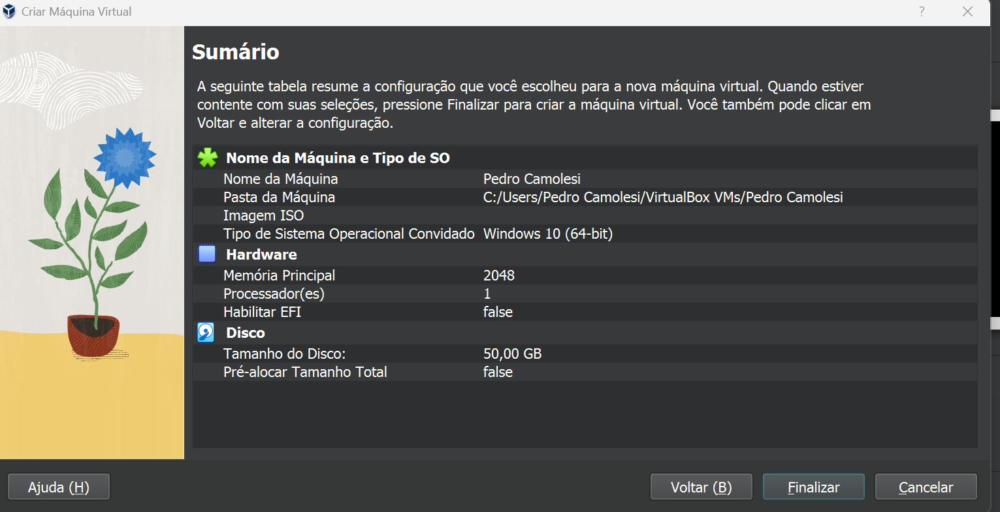 Criar Máquina Virtual
?
Sumário
A seguinte tabela resume a configuração que você escolheu para a nova máquina virtual. Quando estiver
contente com suas seleções, pressione Finalizar para criar a máquina virtual. Você também pode clicar em
Voltar e alterar a configuração.
Nome da Máquina e Tipo de SO
Nome da Máquina Pedro Camolesi
Pasta da Máquina C:/Users/Pedro Camolesi/VirtualBox VMs/Pedro Camolesi
Imagem ISO
Tipo de Sistema Operacional Convidado Windows 10 (64-bit)
Hardware
Memória Principal 2048
Processador(es) 1
Habilitar EFI false
Disco
Tamanho do Disco: 50,00 GB
Pré-alocar Tamanho Total false
Ajuda (H) Voltar (B) Finalizar Cancelar